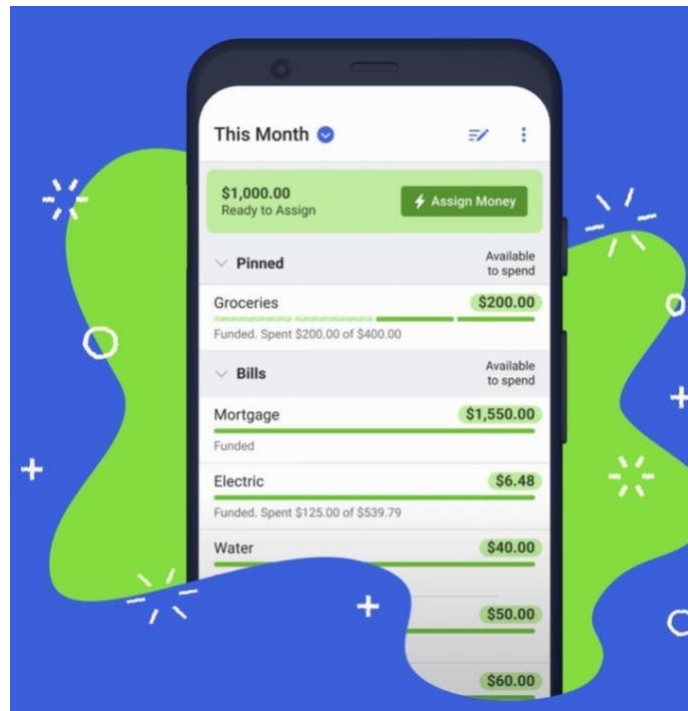 This Month
$1,000.00
Ready to Assign
Assign Money
Pinned
Available
to spend
Groceries
$200.00
Funded. Spent $200.00 of $400.00
Bills
Available
to spend
Mortgage
$1,550.00
Funded
Electric
$6.48
Funded. Spent $125.00 of $539.79
Water
$40.00
$50.00
$60.00